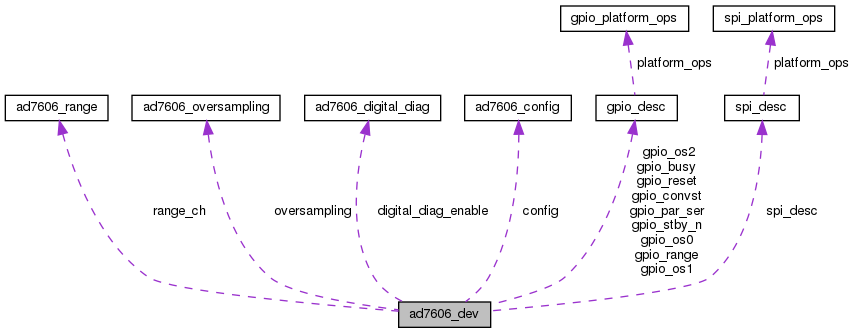 gpio_platform_ops
spi_platform_ops
platform_ops
platform_ops
ad7606_range
ad7606_oversampling
ad7606_digital_diag
ad7606_config
gpio_desc
spi_desc
range_ch
oversampling
digital_diag_enable
config
gpio_os2
gpio_busy
gpio_reset
gpio_convst
gpio_par_ser
gpio_stby_n
gpio_os0
gpio_range
gpio_os1
spi_desc
ad7606_dev